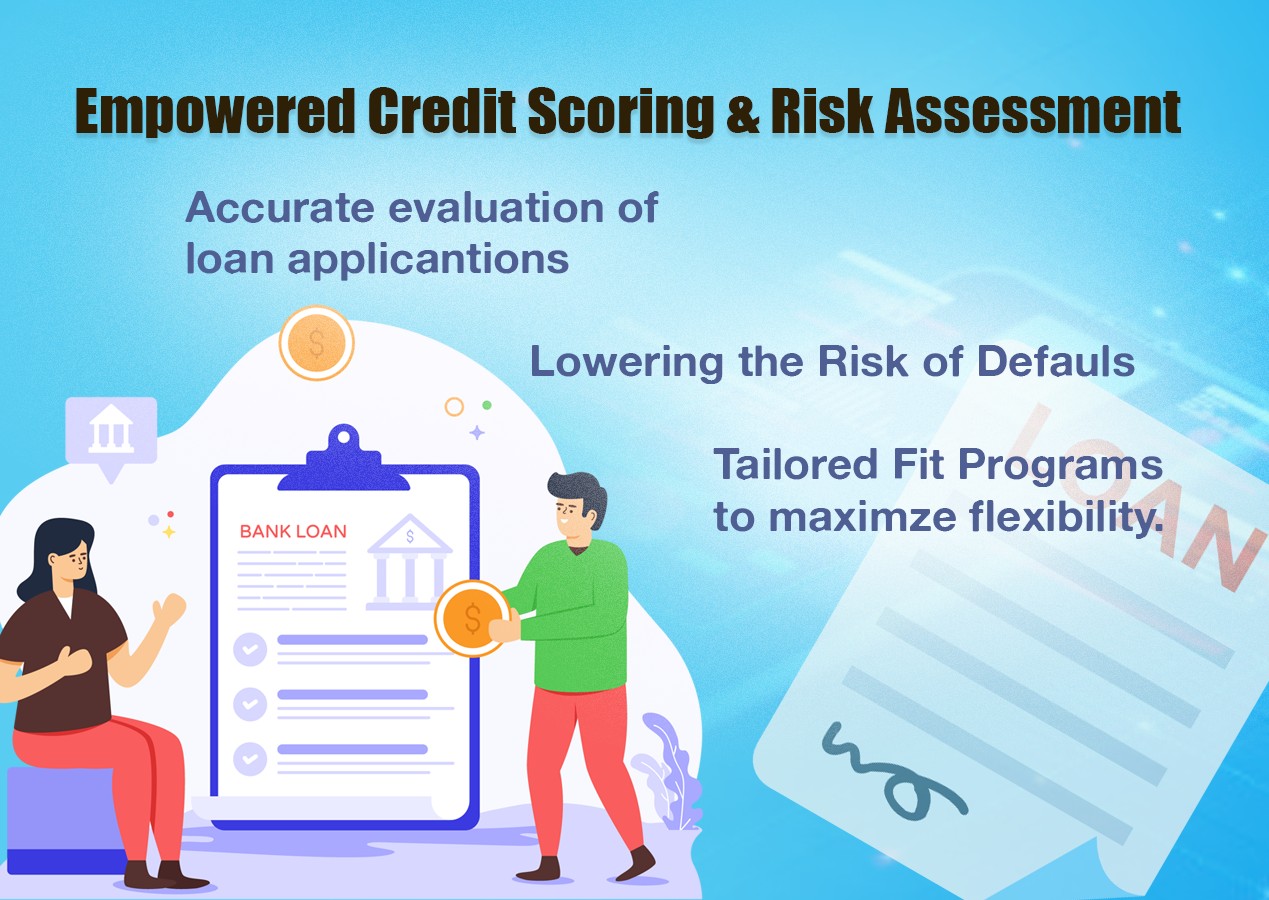 Empowered Credit Scoring & Risk Assessment
Accurate evaluation of
loan applicantions
Lowering the Risk of Defauls
Tailored Fit Programs
to maximze flexibility.
BANK LOAN
$
$
$
LOAN